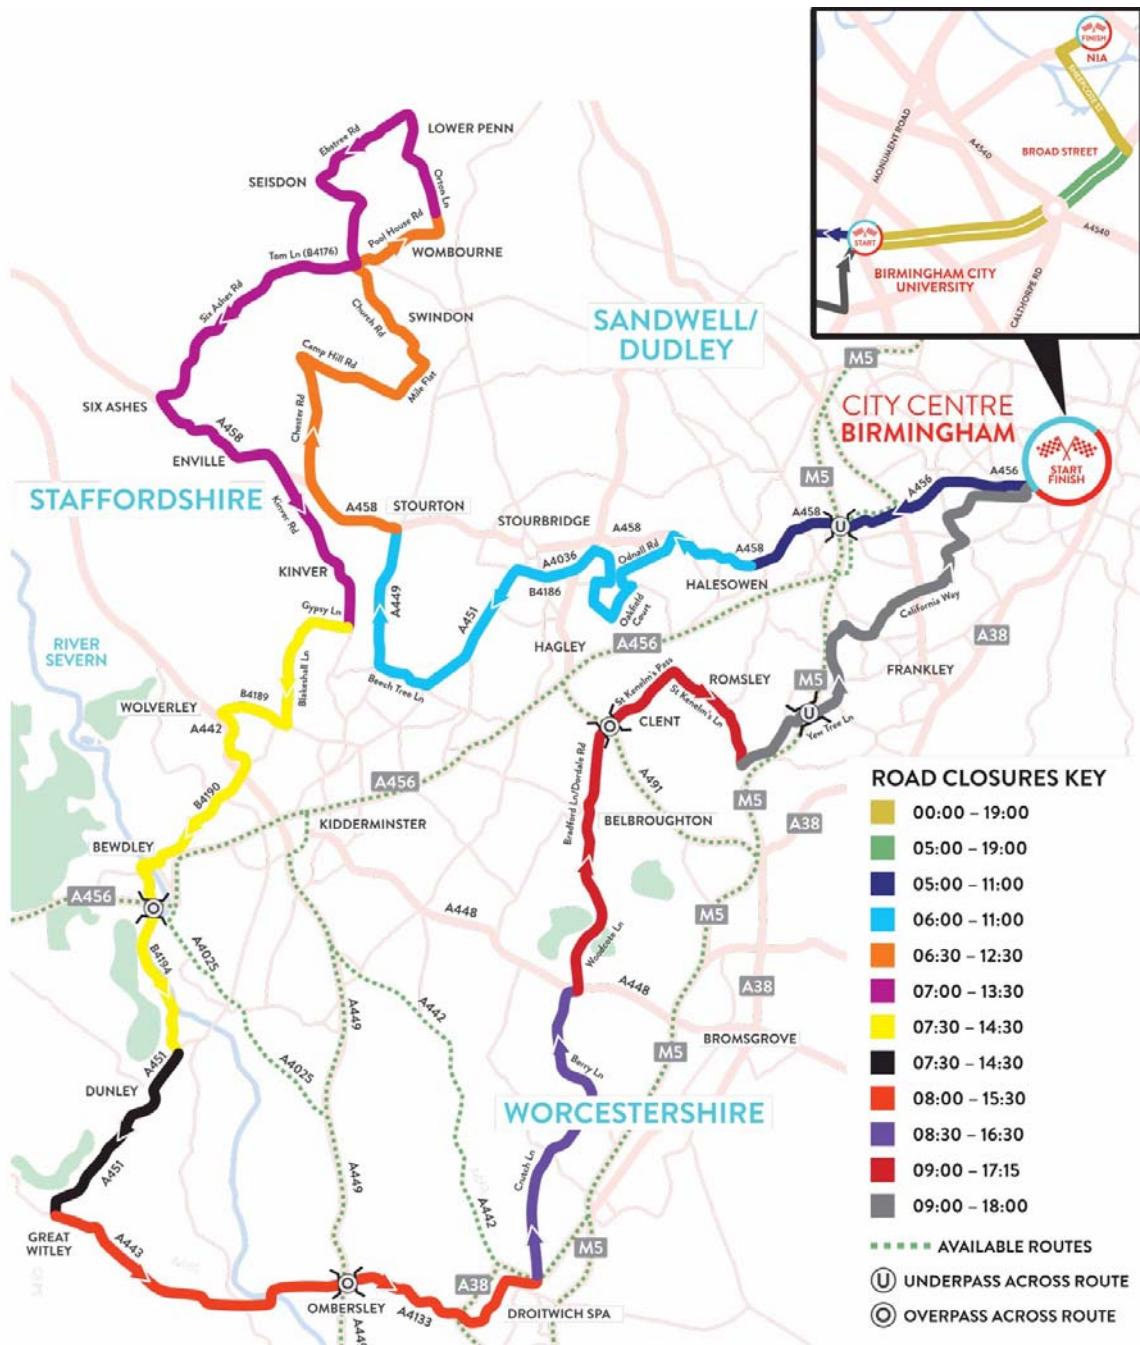 FINISH
NIA
SHEEPCOTE ST
MONUMENT ROAD
A4540
BROAD STREET
A4540
START
BIRMINGHAM CITY
UNIVERSITY
CALTHORPE RD
LOWER PENN
Ebstree Rd
SEISDON
Orton Ln
Pool House Rd
WOMBOURNE
Tom Ln (B4176)
Six Ashes Rd
Church Rd
SWINDON
SANDWELL/
DUDLEY
Camp Hill Rd
Mile Flat
M5
SIX ASHES
Chester Rd
CITY CENTRE
BIRMINGHAM
A458
ENVILLE
START
FINISH
STAFFORDSHIRE
Kinver Rd
A458
STOURTON
STOURBRIDGE
A458
M5
A456
A456
A458
U
KINVER
A4036
Odnall Rd
A458
HALESOWEN
B4186
Gypsy Ln
A449
A451
Oakfield
Court
California Way
RIVER
SEVERN
HAGLEY
A456
A38
Blakeshall Ln
Beech Tree Ln
St Kenelm's Pass
ROMSLEY
M5
FRANKLEY
WOLVERLEY
B4189
St Kenelm's Ln
A442
O
CLENT
U
Yew Tree Ln
B4190
A456
Bradford Ln/Dordale Rd
A491
M5
KIDDERMINSTER
BELBROUGHTON
A38
BEWDLEY
A456
O
A448
M5
B4194
A4025
Woodcote Ln
A442
A448
A38
A449
BROMSGROVE
A451
A4025
M5
Berry Ln
DUNLEY
WORCESTERSHIRE
A451
Crutch Ln
A449
A442
GREAT
WITLEY
A443
M5
O
A38
OMBERSLEY
A4133
DROITWICH SPA
A449
ROAD CLOSURES KEY
00:00 – 19:00
05:00 – 19:00
05:00 – 11:00
06:00 – 11:00
06:30 – 12:30
07:00 – 13:30
07:30 – 14:30
07:30 – 14:30
08:00 – 15:30
08:30 – 16:30
09:00 – 17:15
09:00 – 18:00
AVAILABLE ROUTES
U UNDERPASS ACROSS ROUTE
O OVERPASS ACROSS ROUTE